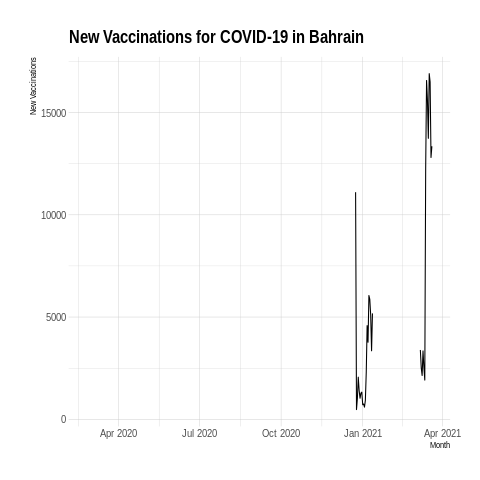 New Vaccinations for COVID-19 in Bahrain
New Vaccinations
15000
10000
5000
0
Apr 2020 Jul 2020 Oct 2020 Jan 2021 Apr 2021
Month